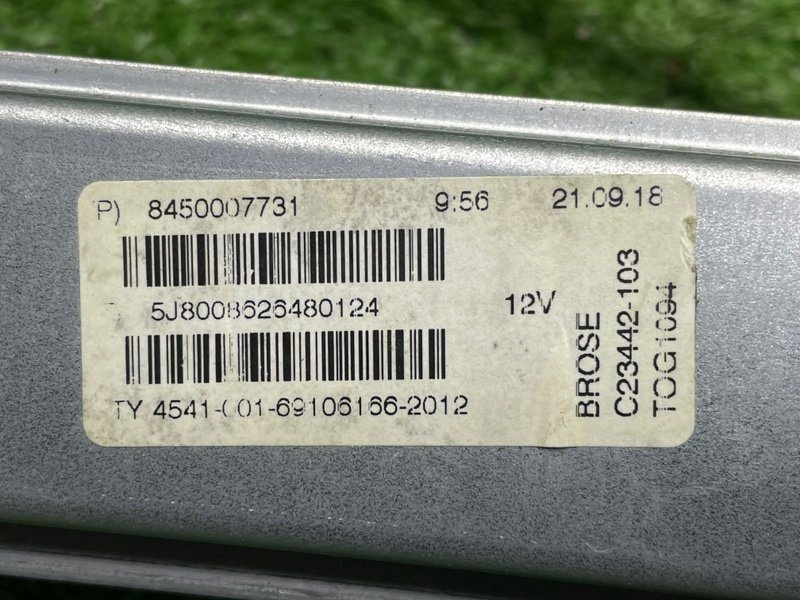 P) 8450007731 9:56 21.09.18
5J8008626480124 12V
TY 4541-001-69106166-2012
BROSE
C23442-103
TOG1094